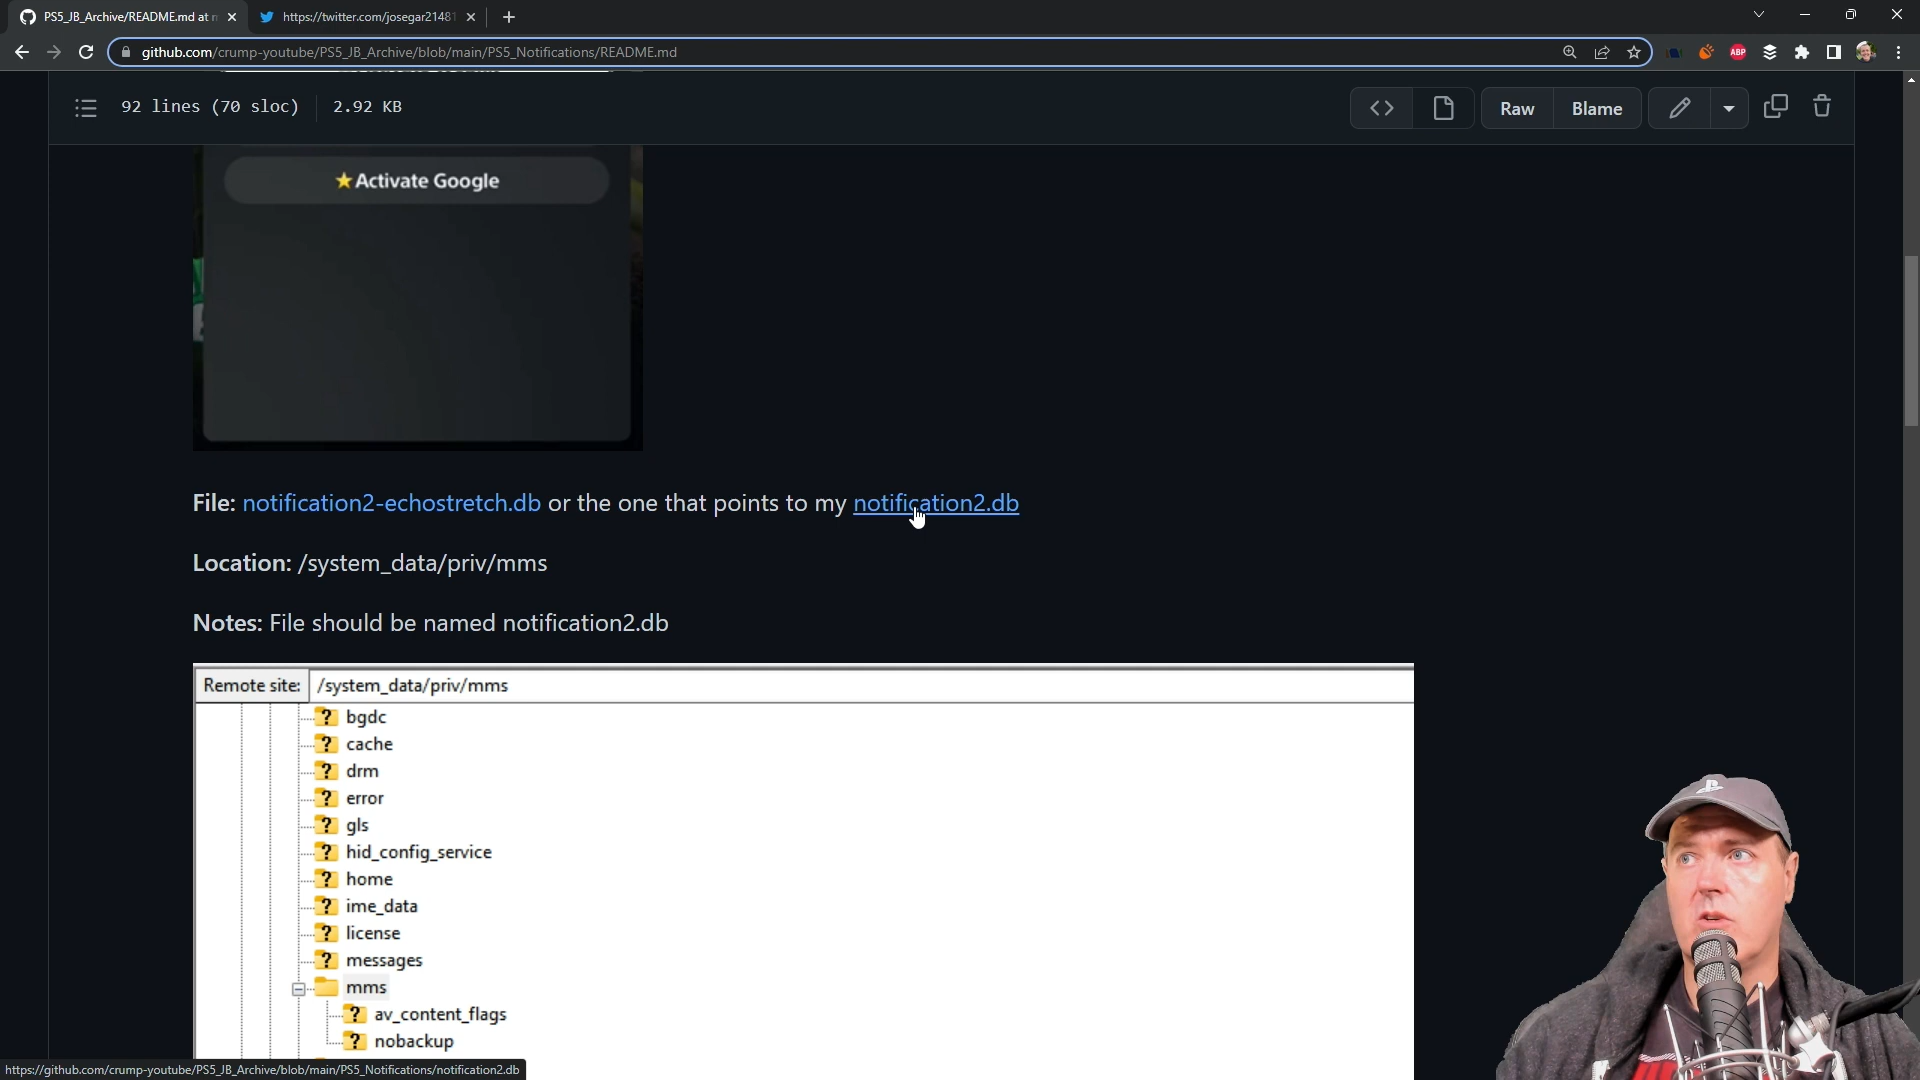 PS5_JB_Archive/README.md at
https://twitter.com/josegar21481
github.com/crump-youtube/PS5_JB_Archive/blob/main/PS5_Notifications/README.md
ABP
92 lines (70 sloc) 2.92 KB
Raw
Blame
Activate Google
File: notification2-echostretch.db or the one that points to my notification2.db
Location: /system_data/priv/mms
Notes: File should be named notification2.db
Remote site: /system_data/priv/mms
bgdc
cache
drm
error
gls
hid_config_service
home
ime_data
license
messages
mms
av_content_flags
nobackup
https://github.com/crump-youtube/PS5_JB_Archive/blob/main/PS5_Notifications/notification2.db